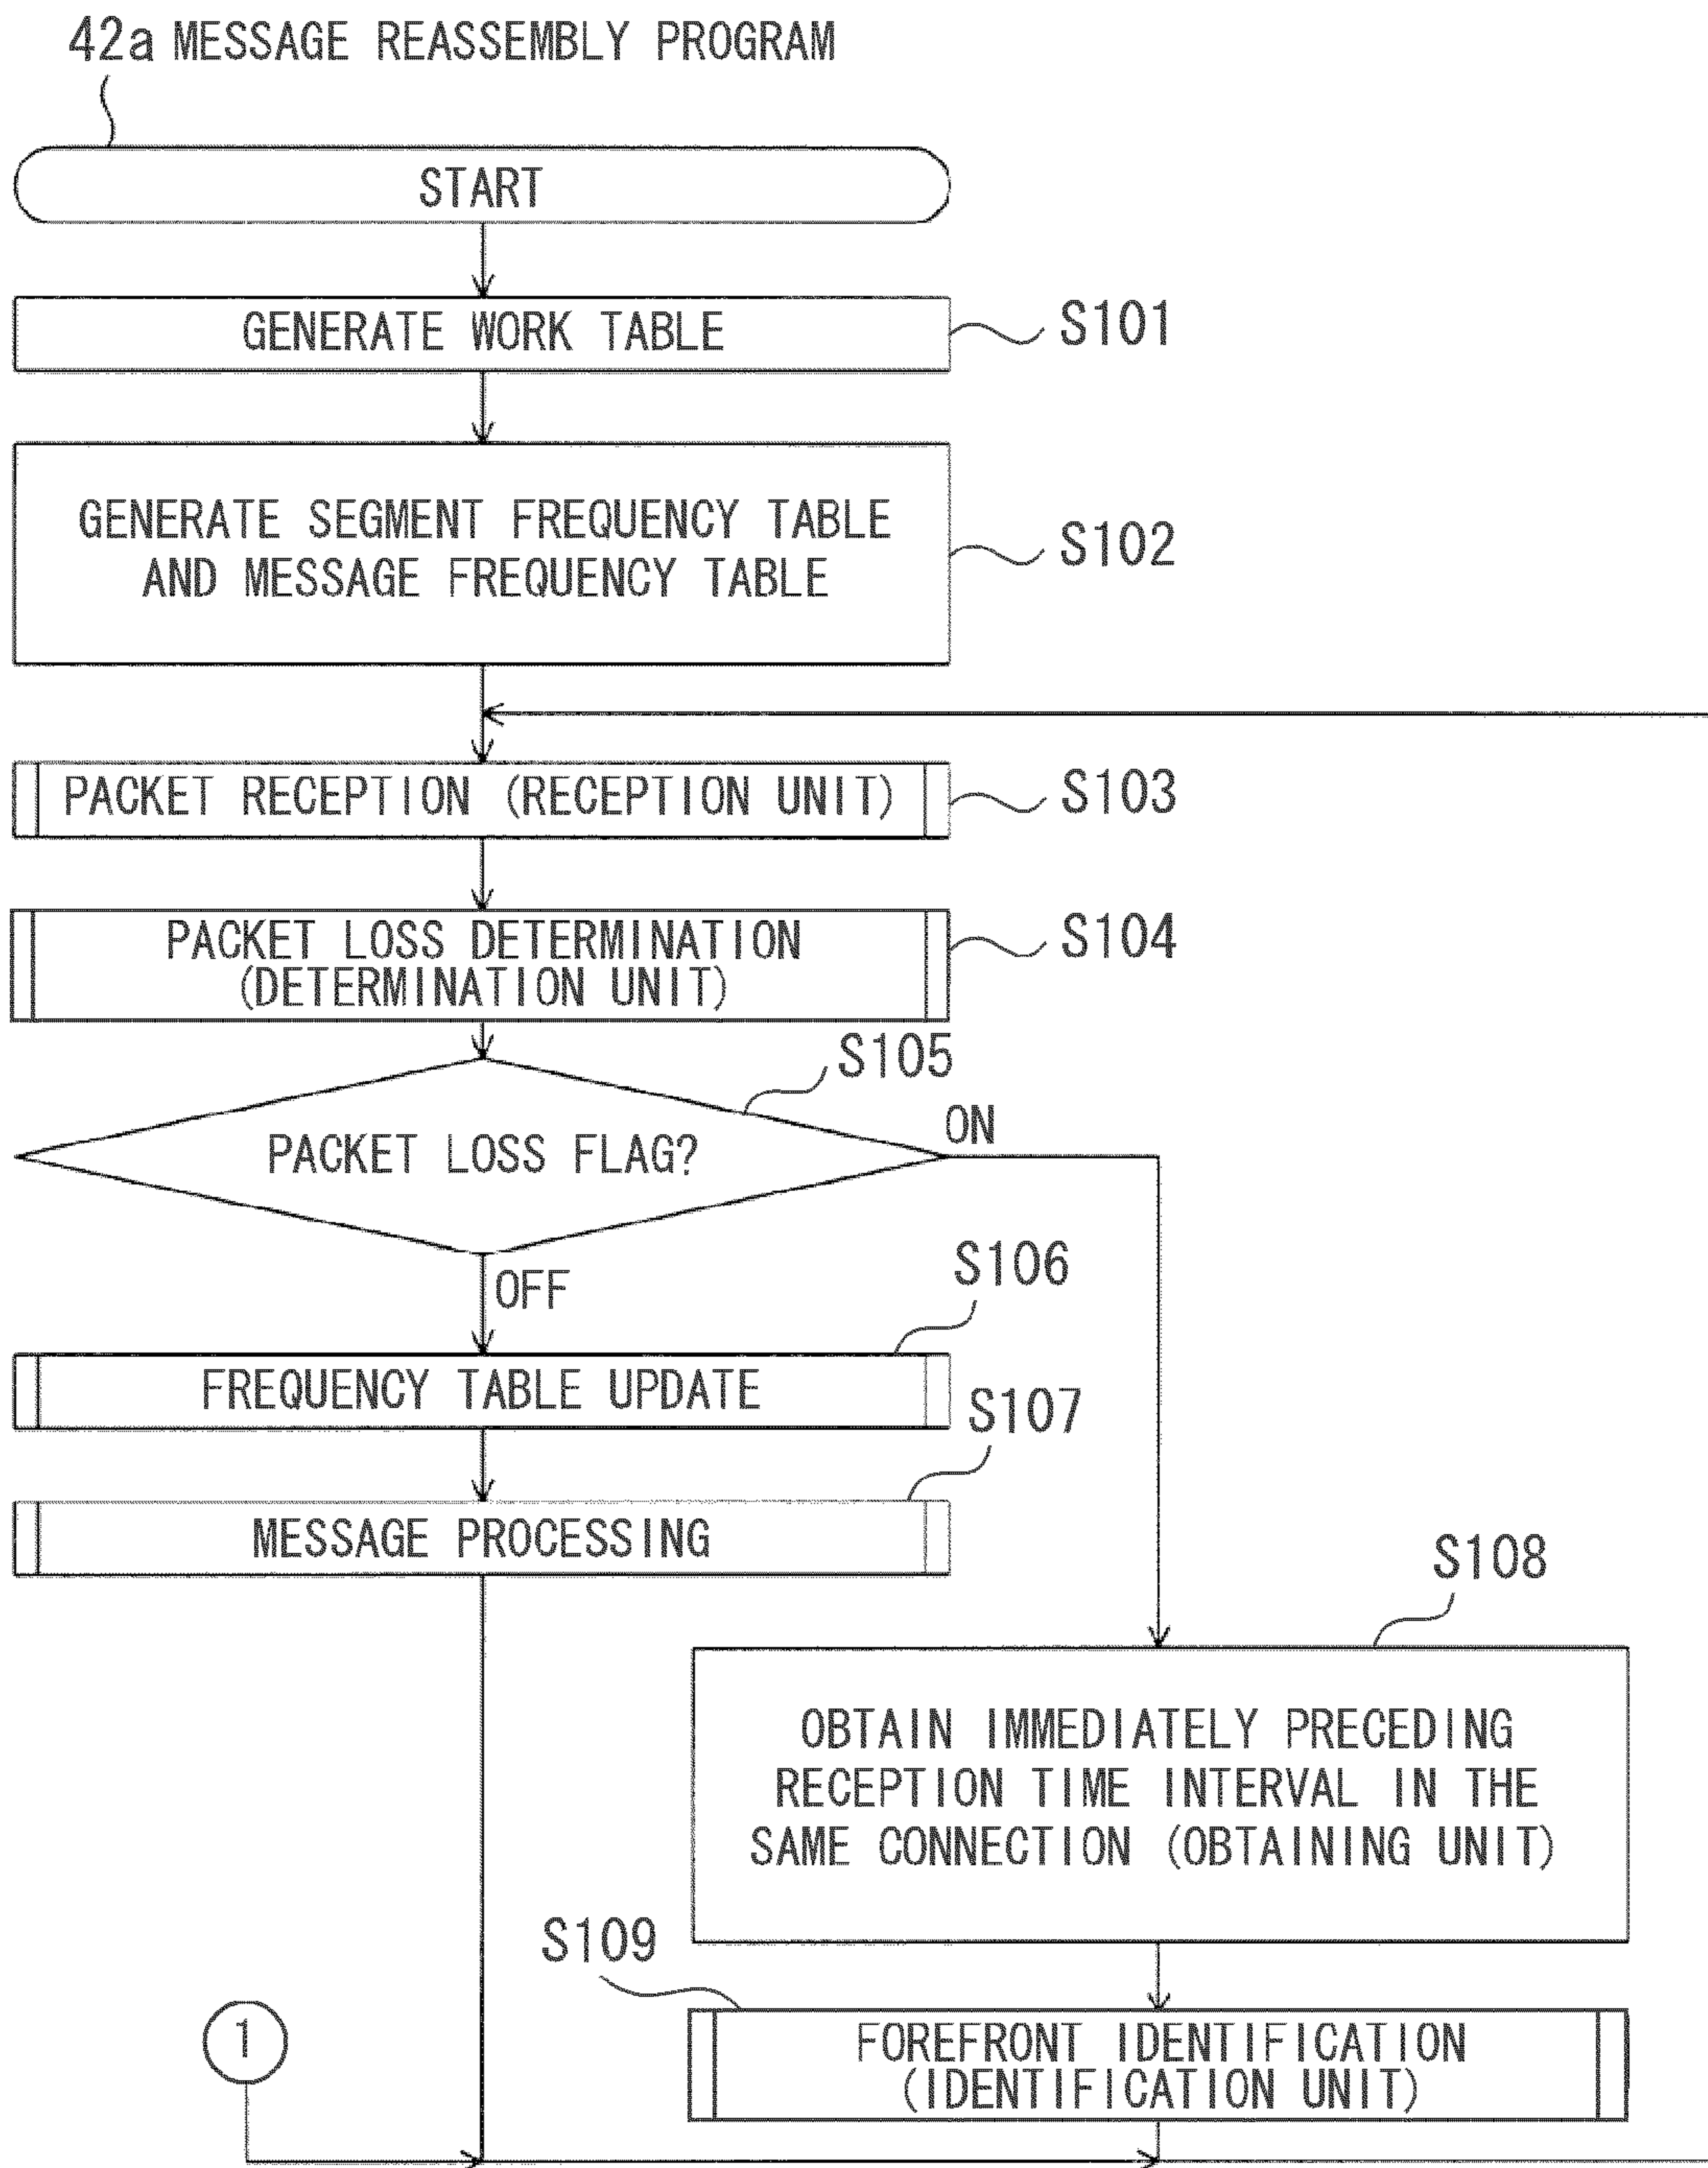 42a MESSAGE REASSEMBLY PROGRAM
START
GENERATE WORK TABLE
S101
GENERATE SEGMENT FREQUENCY TABLE
AND MESSAGE FREQUENCY TABLE
S102
PACKET RECEPTION (RECEPTION UNIT)
S103
PACKET LOSS DETERMINATION
(DETERMINATION UNIT)
S104
S105
PACKET LOSS FLAG?
ON
OFF
S106
FREQUENCY TABLE UPDATE
S107
MESSAGE PROCESSING
S108
OBTAIN IMMEDIATELY PRECEDING
RECEPTION TIME INTERVAL IN THE
SAME CONNECTION (OBTAINING UNIT)
S109
FOREFRONT IDENTIFICATION
(IDENTIFICATION UNIT)
1